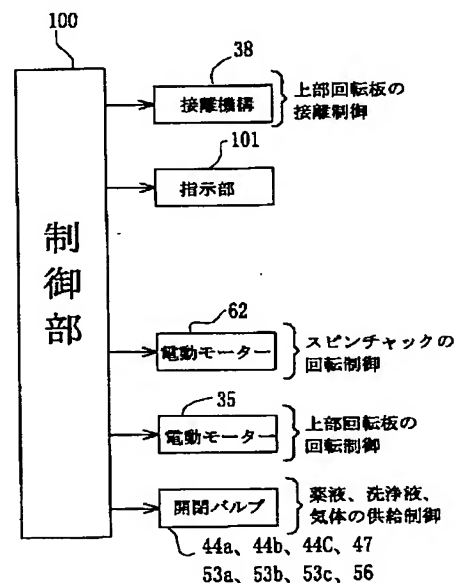 100
38
接離機構
上部回転板の
接離制御
101
指示部
制御部
62
電動モーター
スピンチャックの
回転制御
35
電動モーター
上部回転板の
回転制御
開閉バルブ
薬液、洗浄液、
気体の供給制御
44a、44b、44C、47
53a、53b、53c、56